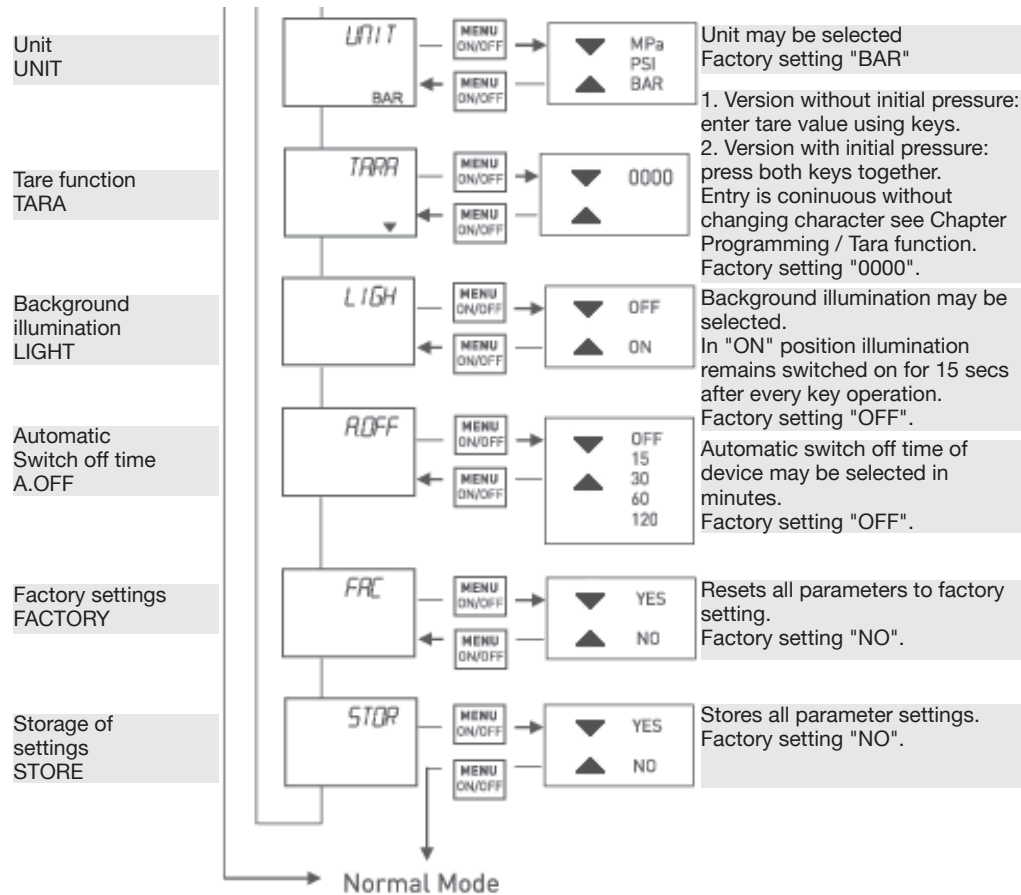 Unit
UNIT
UNIT
BAR
MENU
ON/OFF
MENU
ON/OFF
MPa
PSI
BAR
Unit may be selected
Factory setting "BAR"
Tare function
TARA
TARA
MENU
ON/OFF
MENU
ON/OFF
0000
1. Version without initial pressure:
enter tare value using keys.
2. Version with initial pressure:
press both keys together.
Entry is coninuous without
changing character see Chapter
Programming / Tara function.
Factory setting "0000".
Background
illumination
LIGHT
LIGH
MENU
ON/OFF
MENU
ON/OFF
OFF
ON
Background illumination may be
selected.
In "ON" position illumination
remains switched on for 15 secs
after every key operation.
Factory setting "OFF".
Automatic
Switch off time
A.OFF
A.OFF
MENU
ON/OFF
MENU
ON/OFF
OFF
15
30
60
120
Automatic switch off time of
device may be selected in
minutes.
Factory setting "OFF".
Factory settings
FACTORY
FAC
MENU
ON/OFF
MENU
ON/OFF
YES
NO
Resets all parameters to factory
setting.
Factory setting "NO".
Storage of
settings
STORE
STOR
MENU
ON/OFF
MENU
ON/OFF
YES
NO
Stores all parameter settings.
Factory setting "NO".
Normal Mode